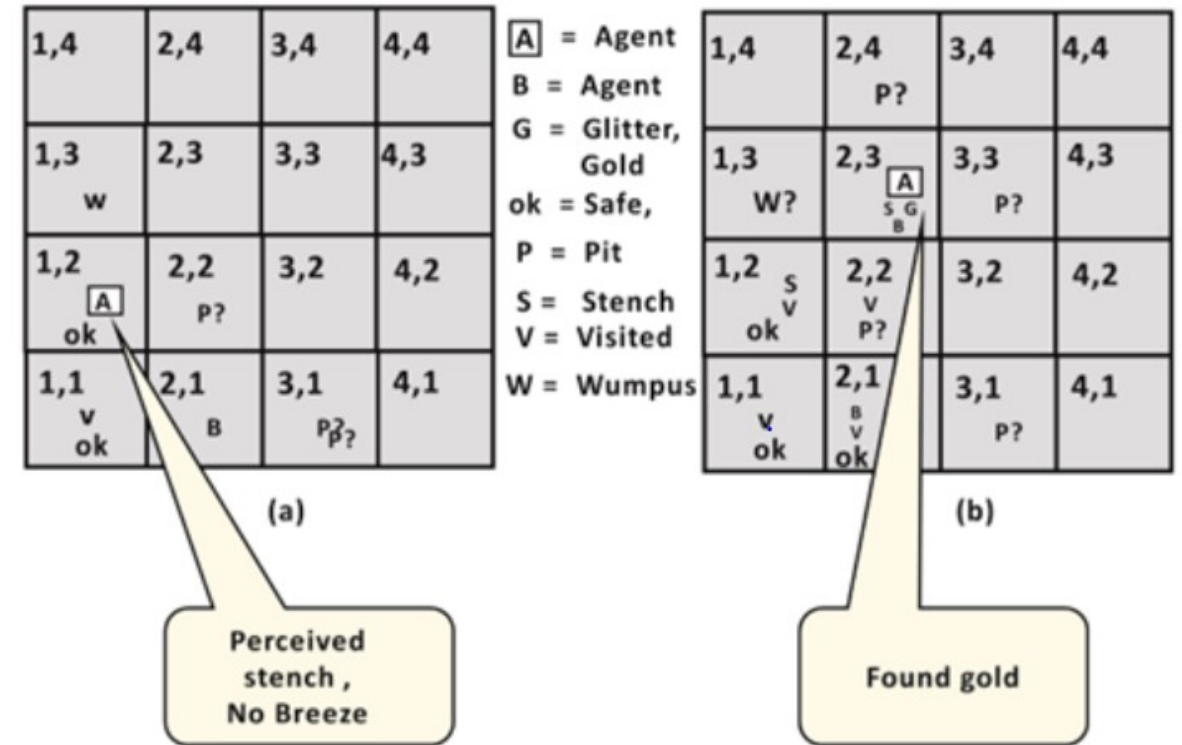 1,4 2,4 3,4 4,4
1,3 2,3 3,3 4,3
W
1,2 2,2 3,2 4,2
A P?
ok
1,1 2,1 3,1 4,1
v B P? P?
ok
(a)
Perceived
stench ,
No Breeze
A = Agent
B = Agent
G = Glitter,
Gold
ok = Safe,
P = Pit
S = Stench
V = Visited
W = Wumpus
1,4 2,4 3,4 4,4
P?
1,3 2,3 3,3 4,3
W? A P?
S G
B
1,2 2,2 3,2 4,2
S V
V P?
ok
1,1 2,1 3,1 4,1
v B P?
ok V
ok
(b)
Found gold